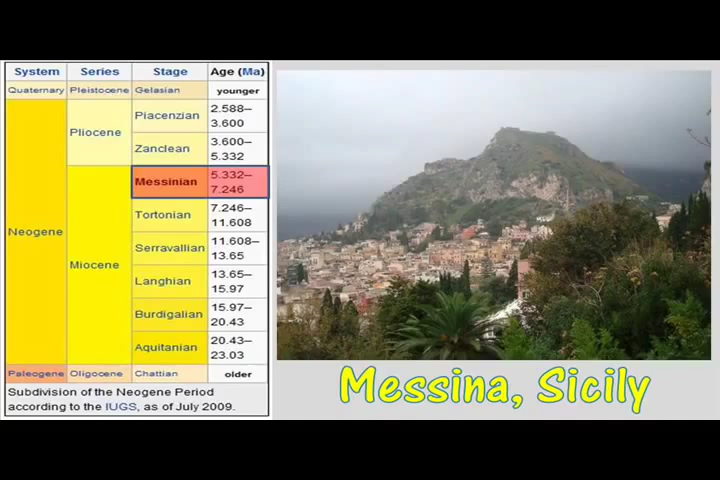 System Series Stage Age (Ma)
Quaternary Pleistocene Gelasian younger
Neogene Pliocene Piacenzian 2.588–
3.600
Zanclean 3.600–
5.332
Miocene Messinian 5.332–
7.246
Tortonian 7.246–
11.608
Serravallian 11.608–
13.65
Langhian 13.65–
15.97
Burdigalian 15.97–
20.43
Aquitanian 20.43–
23.03
Paleogene Oligocene Chattian older
Subdivision of the Neogene Period
according to the IUGS, as of July 2009.
Messina, Sicily